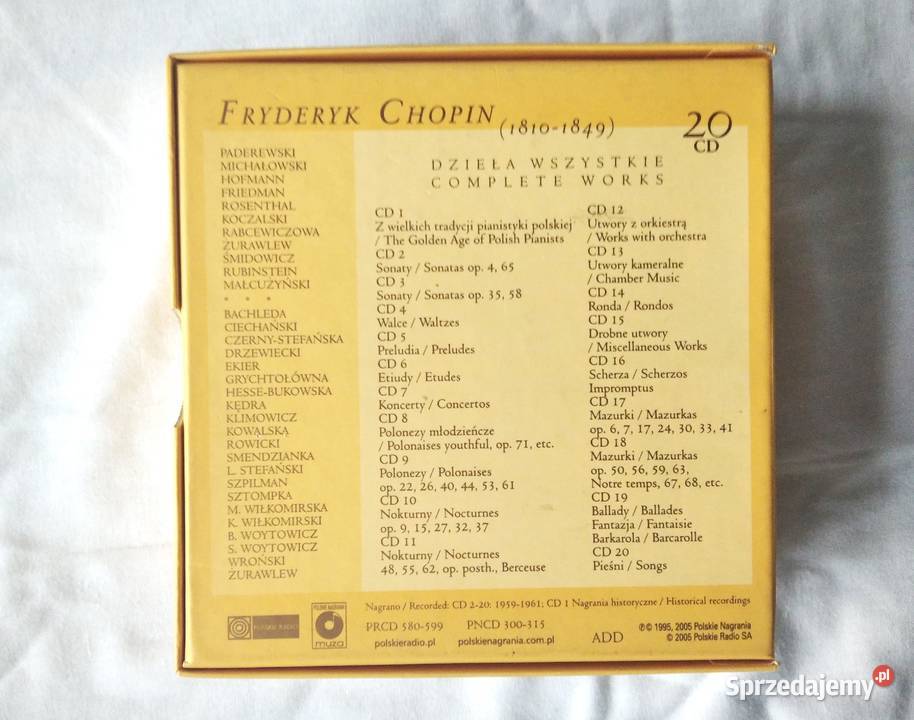 FRYDERYK CHOPIN
(1810-1849)
20
CD
DZIEŁA WSZYSTKIE
COMPLETE WORKS
PADEREWSKI
MICHAŁOWSKI
HOFMANN
FRIEDMAN
ROSENTHAL
KOCZALSKI
RABCEWICZOWA
ŻURAWLEW
ŚMIDOWICZ
RUBINSTEIN
MAŁCUŻYŃSKI
* * *
BACHLEDA
CIECHAŃSKI
CZERNY-STEFAŃSKA
DRZEWIECKI
EKIER
GRYCHTOŁÓWNA
HESSE-BUKOWSKA
KĘDRA
KLIMOWICZ
KOWALSKA
ROWICKI
SMENDZIANKA
L. STEFAŃSKI
SZPILMAN
SZTOMPKA
M. WIŁKOMIRSKA
K. WIŁKOMIRSKI
B. WOYTOWICZ
S. WOYTOWICZ
WROŃSKI
ŻURAWLEW
CD 1
Z wielkich tradycji pianistyki polskiej
/ The Golden Age of Polish Pianists
CD 2
Sonaty / Sonatas op. 4, 65
CD 3
Sonaty / Sonatas op. 35, 58
CD 4
Walce / Waltzes
CD 5
Preludia / Preludes
CD 6
Etiudy / Etudes
CD 7
Koncerty / Concertos
CD 8
Polonezy młodzieńcze
/ Polonaises youthful, op. 71, etc.
CD 9
Polonezy / Polonaises
op. 22, 26, 40, 44, 53, 61
CD 10
Nokturny / Nocturnes
op. 9, 15, 27, 32, 37
CD 11
Nokturny / Nocturnes
48, 55, 62, op. posth., Berceuse
CD 12
Utwory z orkiestrą
/ Works with orchestra
CD 13
Utwory kameralne
/ Chamber Music
CD 14
Ronda / Rondos
CD 15
Drobne utwory
/ Miscellaneous Works
CD 16
Scherza / Scherzos
Impromptus
CD 17
Mazurki / Mazurkas
op. 6, 7, 17, 24, 30, 33, 41
CD 18
Mazurki / Mazurkas
op. 50, 56, 59, 63,
Notre temps, 67, 68, etc.
CD 19
Ballady / Ballades
Fantazja / Fantaisie
Barkarola / Barcarolle
CD 20
Pieśni / Songs
Nagrano / Recorded: CD 2-20: 1959-1961; CD 1 Nagrania historyczne / Historical recordings
POLSKIE RADIO
POLSKIE NAGRANIA
muza
PRCD 580-599
polskieradio.pl
PNCD 300-315
polskienagrania.com.pl
ADD
℗© 1995, 2005 Polskie Nagrania
© 2005 Polskie Radio SA
Sprzedajemy.pl